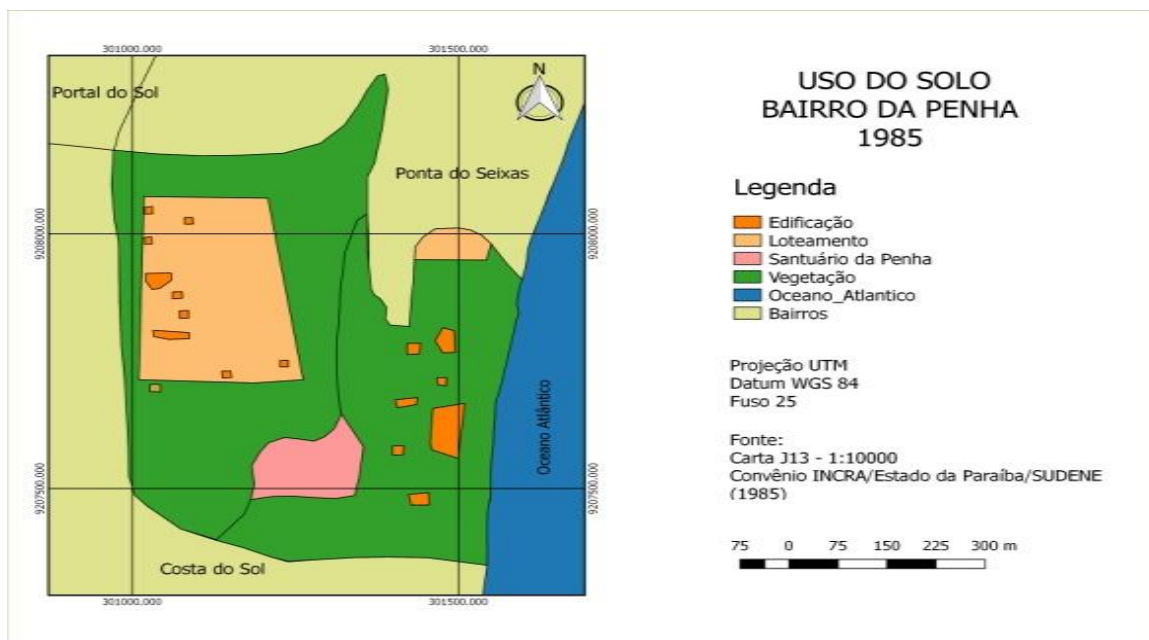 301000.000
301500.000
Portal do Sol
N
Ponta do Seixas
9208000.000
9208000.000
Oceano Atlântico
9207500.000
9207500.000
Costa do Sol
301000.000
301500.000
USO DO SOLO
BAIRRO DA PENHA
1985
Legenda
Edificação
Loteamento
Santuário da Penha
Vegetação
Oceano_Atlantico
Bairros
Projeção UTM
Datum WGS 84
Fuso 25
Fonte:
Carta J13 - 1:10000
Convênio INCRA/Estado da Paraíba/SUDENE
(1985)
75 0 75 150 225 300 m